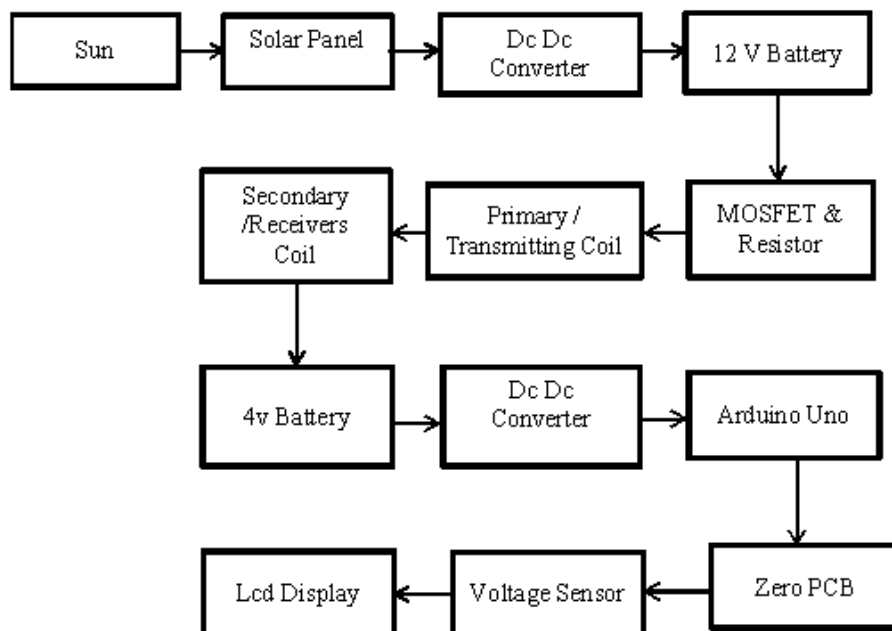 Sun
Solar Panel
Dc Dc
Converter
12 V Battery
Secondary
/Receivers
Coil
Primary /
Transmitting Coil
MOSFET &
Resistor
4v Battery
Dc Dc
Converter
Arduino Uno
Lcd Display
Voltage Sensor
Zero PCB